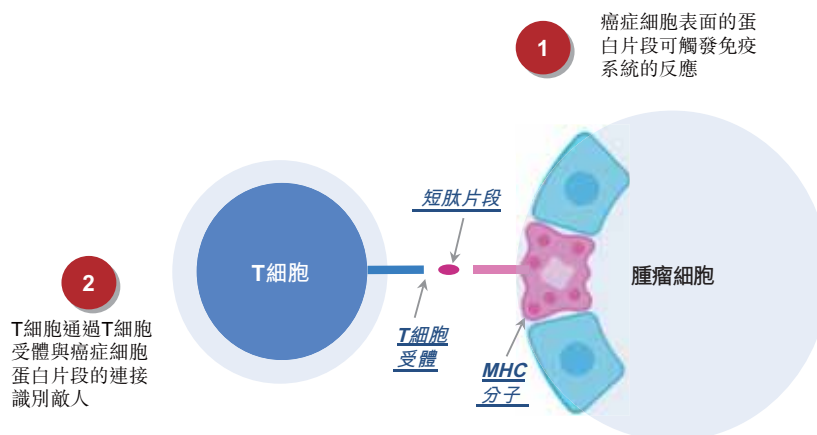 1
癌症細胞表面的蛋
白片段可觸發免疫
系統的反應
短肽片段
T細胞
腫瘤細胞
2
T細胞通過T細胞
受體與癌症細胞
蛋白片段的連接
識別敵人
T細胞
受體
MHC
分子